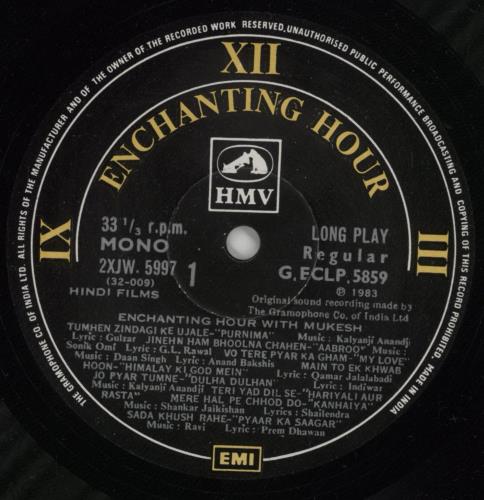 ALL RIGHTS OF THE MANUFACTURER AND OF THE OWNER OF THE RECORDED WORK RESERVED, UNAUTHORISED PUBLIC PERFORMANCE BROADCASTING AND COPYING OF THIS RECORD PROHIBITED. MADE IN INDIA
THE GRAMOPHONE CO. OF INDIA LTD.
XII
ENCHANTING HOUR
IX
III
HMV
33 1/3 r.p.m.
MONO
2XJW. 5997
(32-009)
HINDI FILMS
1
LONG PLAY
Regular
G.ECLP.5859
℗ 1983
Original sound recording made by
The Gramophone Co. of India Ltd
ENCHANTING HOUR WITH MUKESH
TUMHEN ZINDAGI KE UJALE-"PURNIMA" Music : Kalyanji Anandji
Lyric : Gulzar JINEHN HAM BHOOLNA CHAHEN-"AABROO" Music :
Sonik Omi Lyric : G.L. Rawal VO TERE PYAR KA GHAM-"MY LOVE"
Music : Daan Singh Lyric : Anand Bakshis MAIN TO EK KHWAB
HOON-"HIMALAY KI GOD MEIN" Lyric : Qamar Jalalabadi
JO PYAR TUMNE-"DULHA DULHAN" Lyric : Indiwar
Music : Kalyanji Anandji TERI YAD DIL SE-"HARIYALI AUR
RASTA" MERE HAL PE CHHOD DO-"KANHAIYA"
Music : Shankar Jaikishan Lyrics : Shailendra
SADA KHUSH RAHE-"PYAAR KA SAAGAR"
Music : Ravi Lyric : Prem Dhawan
EMI